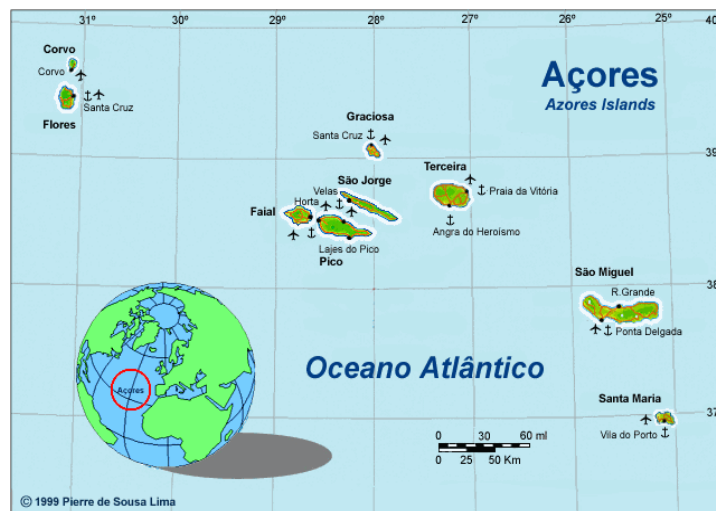 31º 30º 29º 28º 27º 26º 25º 40
Corvo
Corvo
Santa Cruz
Flores
Açores
Azores Islands
Graciosa
Santa Cruz
39
Terceira
Praia da Vitória
Angra do Heroísmo
São Jorge
Velas
Horta
Faial
Lajes do Pico
Pico
São Miguel
R.Grande
Ponta Delgada
38
Oceano Atlântico
Açores
Santa Maria
Vila do Porto
37
0 30 60 ml
0 25 50 Km
© 1999 Pierre de Sousa Lima